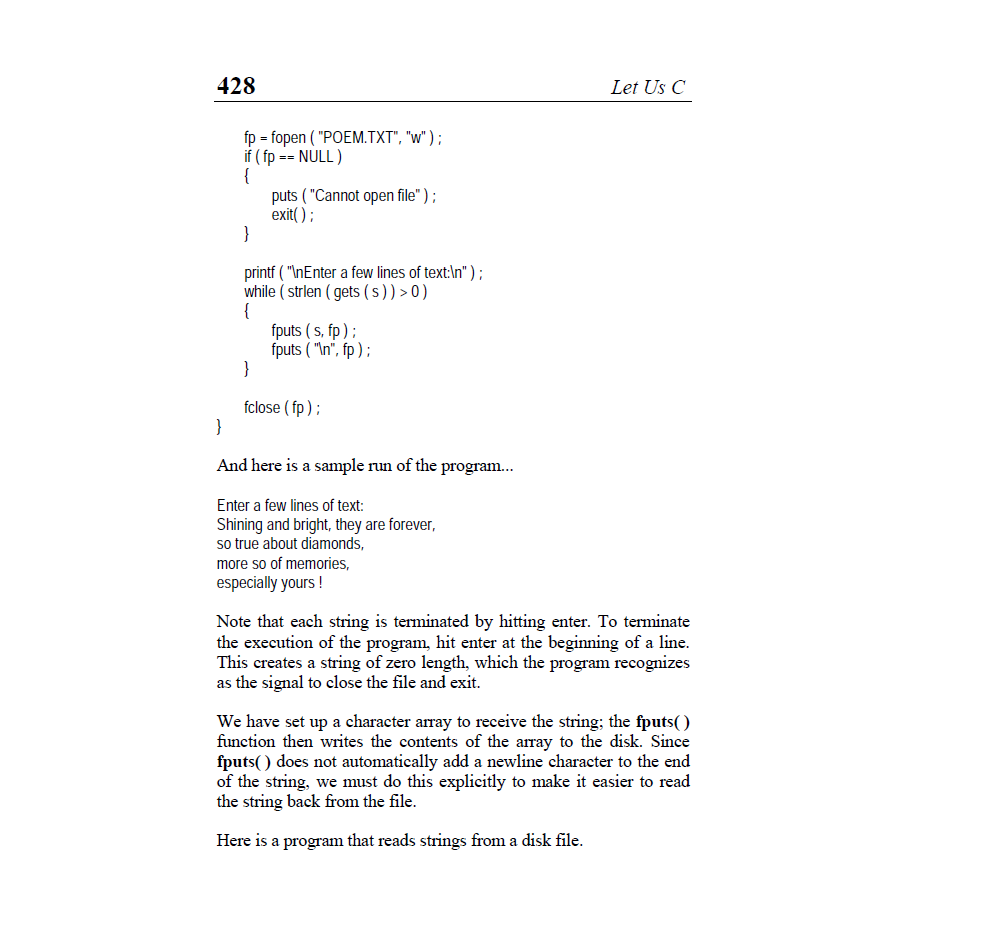 428 Let Us C
fp = fopen ( "POEM.TXT", "w" ) ;
if ( fp == NULL )
{
puts ( "Cannot open file" ) ;
exit( ) ;
}
printf ( "\nEnter a few lines of text:\n" ) ;
while ( strlen ( gets ( s ) ) > 0 )
{
fputs ( s, fp ) ;
fputs ( "\n", fp ) ;
}
fclose ( fp ) ;
}
And here is a sample run of the program...
Enter a few lines of text:
Shining and bright, they are forever,
so true about diamonds,
more so of memories,
especially yours !
Note that each string is terminated by hitting enter. To terminate
the execution of the program, hit enter at the beginning of a line.
This creates a string of zero length, which the program recognizes
as the signal to close the file and exit.
We have set up a character array to receive the string; the fputs( )
function then writes the contents of the array to the disk. Since
fputs( ) does not automatically add a newline character to the end
of the string, we must do this explicitly to make it easier to read
the string back from the file.
Here is a program that reads strings from a disk file.